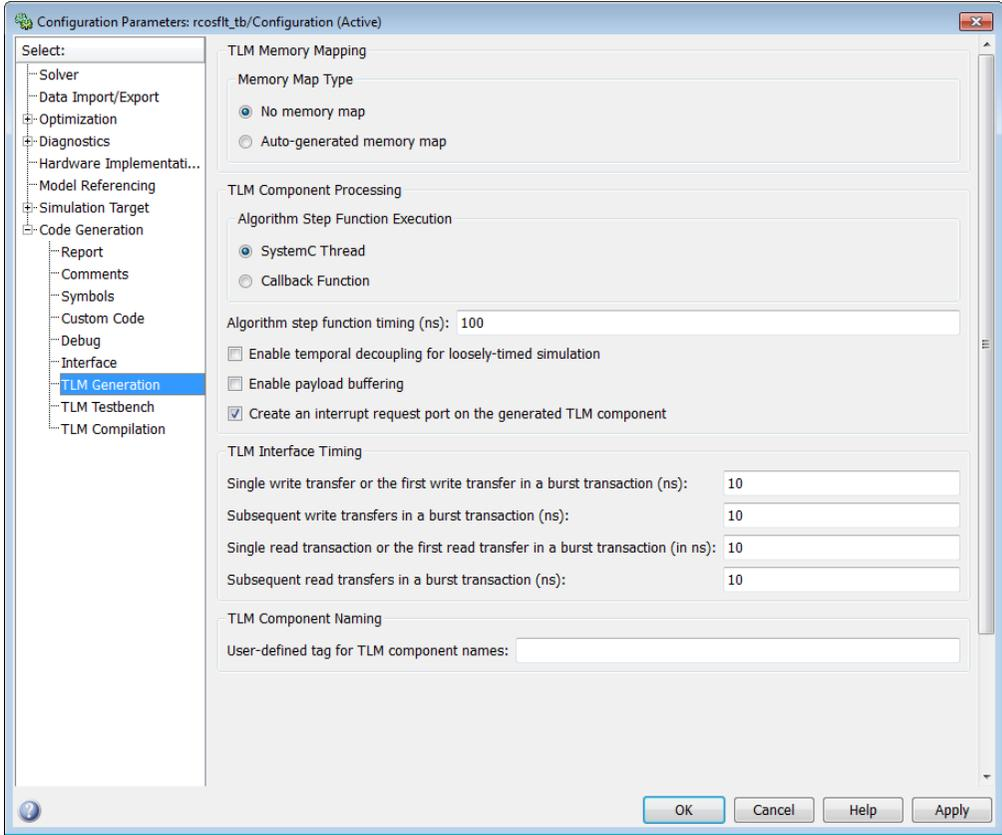 Configuration Parameters: rcosflt_tb/Configuration (Active)
Select:
Solver
Data Import/Export
Optimization
Diagnostics
Hardware Implementati...
Model Referencing
Simulation Target
Code Generation
Report
Comments
Symbols
Custom Code
Debug
Interface
TLM Generation
TLM Testbench
TLM Compilation
TLM Memory Mapping
Memory Map Type
No memory map
Auto-generated memory map
TLM Component Processing
Algorithm Step Function Execution
SystemC Thread
Callback Function
Algorithm step function timing (ns): 100
Enable temporal decoupling for loosely-timed simulation
Enable payload buffering
Create an interrupt request port on the generated TLM component
TLM Interface Timing
Single write transfer or the first write transfer in a burst transaction (ns): 10
Subsequent write transfers in a burst transaction (ns): 10
Single read transaction or the first read transfer in a burst transaction (in ns): 10
Subsequent read transfers in a burst transaction (ns): 10
TLM Component Naming
User-defined tag for TLM component names:
OK Cancel Help Apply